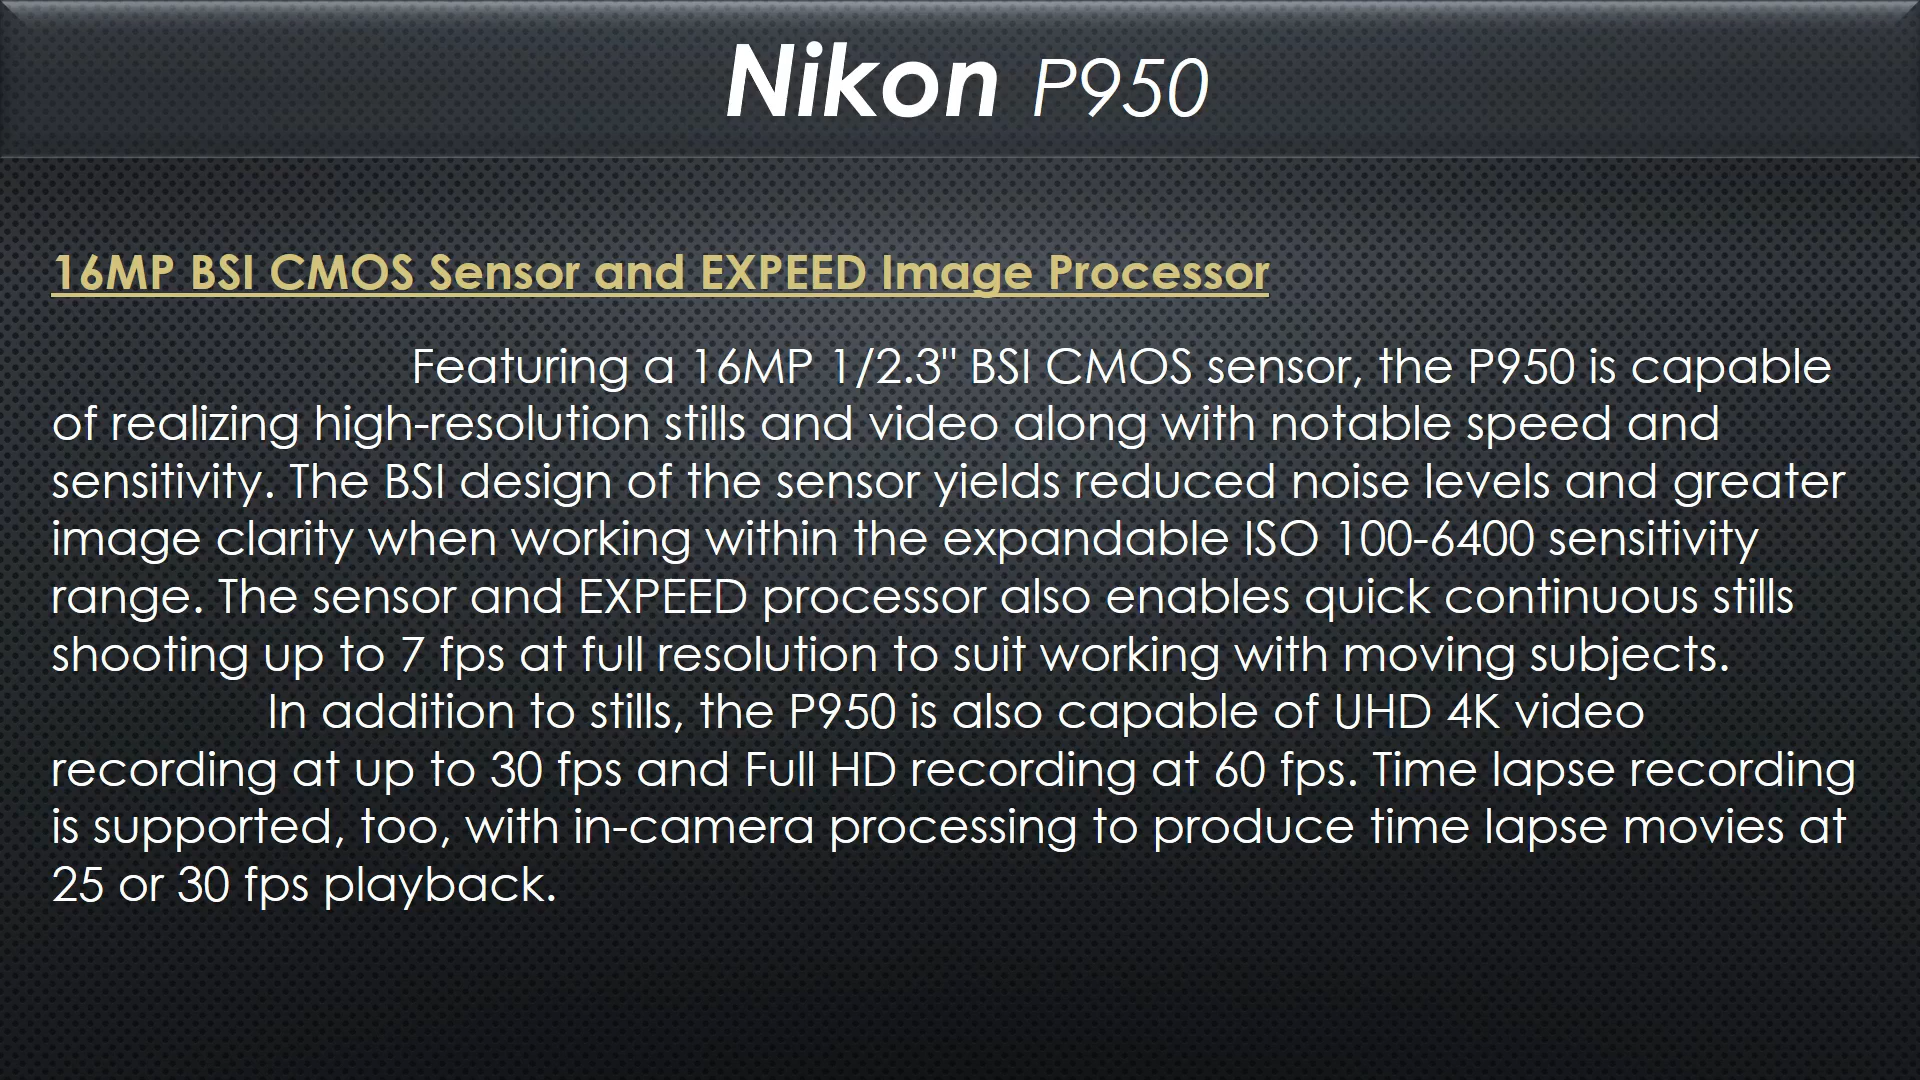 Nikon P950
16MP BSI CMOS Sensor and EXPEED Image Processor
Featuring a 16MP 1/2.3" BSI CMOS sensor, the P950 is capable
of realizing high-resolution stills and video along with notable speed and
sensitivity. The BSI design of the sensor yields reduced noise levels and greater
image clarity when working within the expandable ISO 100-6400 sensitivity
range. The sensor and EXPEED processor also enables quick continuous stills
shooting up to 7 fps at full resolution to suit working with moving subjects.
In addition to stills, the P950 is also capable of UHD 4K video
recording at up to 30 fps and Full HD recording at 60 fps. Time lapse recording
is supported, too, with in-camera processing to produce time lapse movies at
25 or 30 fps playback.